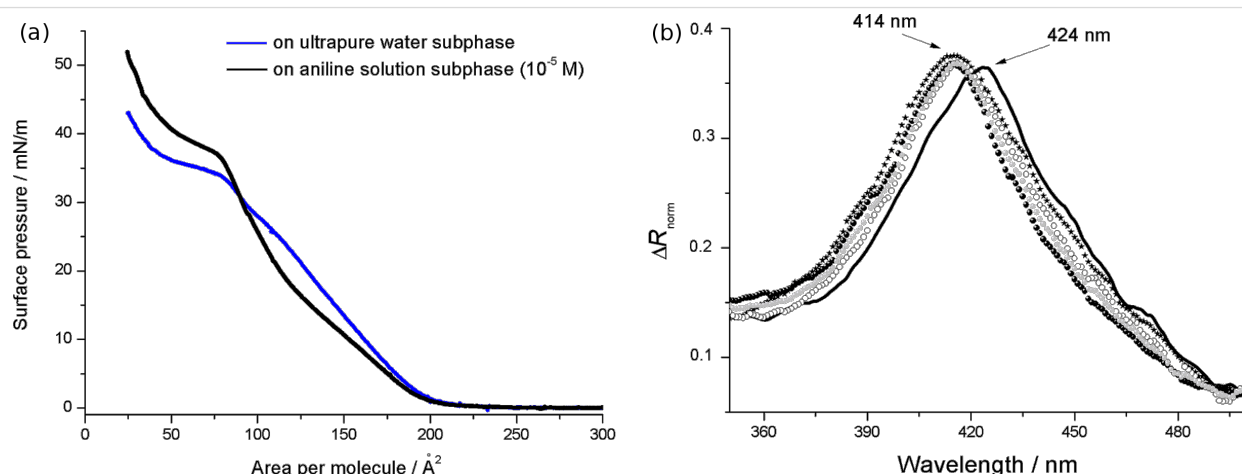 (a)
on ultrapure water subphase
on aniline solution subphase (10⁻⁵ M)
Surface pressure / mN/m
50
40
30
20
10
0
0 50 100 150 200 250 300
Area per molecule / Å²
(b)
414 nm
424 nm
ΔR norm
0.4
0.3
0.2
0.1
360 390 420 450 480
Wavelength / nm